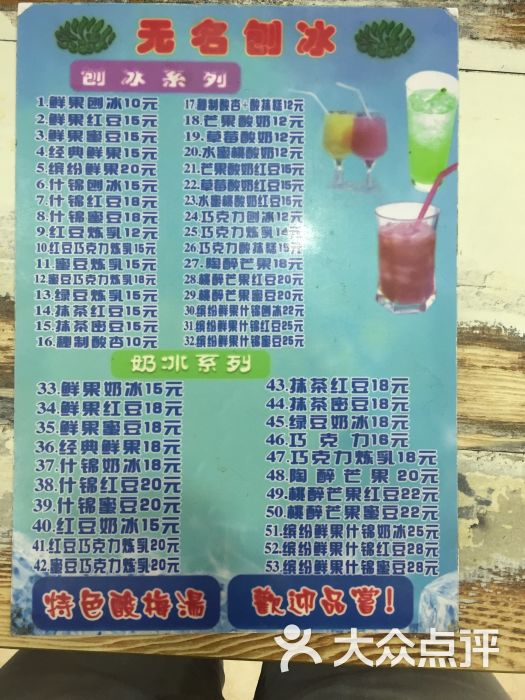 无名刨冰
刨冰系列
1.鲜果刨冰10元
2.鲜果红豆15元
3.鲜果蜜豆15元
4.经典鲜果15元
5.缤纷鲜果20元
6.什锦刨冰15元
7.什锦红豆18元
8.什锦蜜豆18元
9.红豆炼乳12元
10.红豆巧克力炼乳15元
11.蜜豆炼乳15元
12.蜜豆巧克力炼乳18元
13.绿豆炼乳15元
14.抹茶红豆15元
15.抹茶密豆15元
16.秘制酸杏10元
17.秘制酸杏+酸抹糕12元
18.芒果酸奶12元
19.草莓酸奶12元
20.水蜜桃酸奶12元
21.芒果酸奶红豆15元
22.草莓酸奶红豆15元
23.水蜜桃酸奶红豆15元
24.巧克力刨冰12元
25.巧克力炼乳15元
26.巧克力酸抹糕15元
27.陶醉芒果18元
28.桃醉芒果红豆20元
29.桃醉芒果蜜豆20元
30.缤纷鲜果什锦刨冰22元
31.缤纷鲜果什锦红豆25元
32.缤纷鲜果什锦蜜豆25元
奶冰系列
33.鲜果奶冰15元
34.鲜果红豆18元
35.鲜果蜜豆18元
36.经典鲜果18元
37.什锦奶冰18元
38.什锦红豆20元
39.什锦蜜豆20元
40.红豆奶冰15元
41.红豆巧克力炼乳20元
42.蜜豆巧克力炼乳20元
43.抹茶红豆18元
44.抹茶密豆18元
45.绿豆奶冰18元
46.巧克力16元
47.巧克力炼乳18元
48.陶醉芒果20元
49.桃醉芒果红豆22元
50.桃醉芒果蜜豆22元
51.缤纷鲜果什锦奶冰25元
52.缤纷鲜果什锦红豆28元
53.缤纷鲜果什锦蜜豆28元
特色酸梅湯
歡迎品嘗!
大众点评